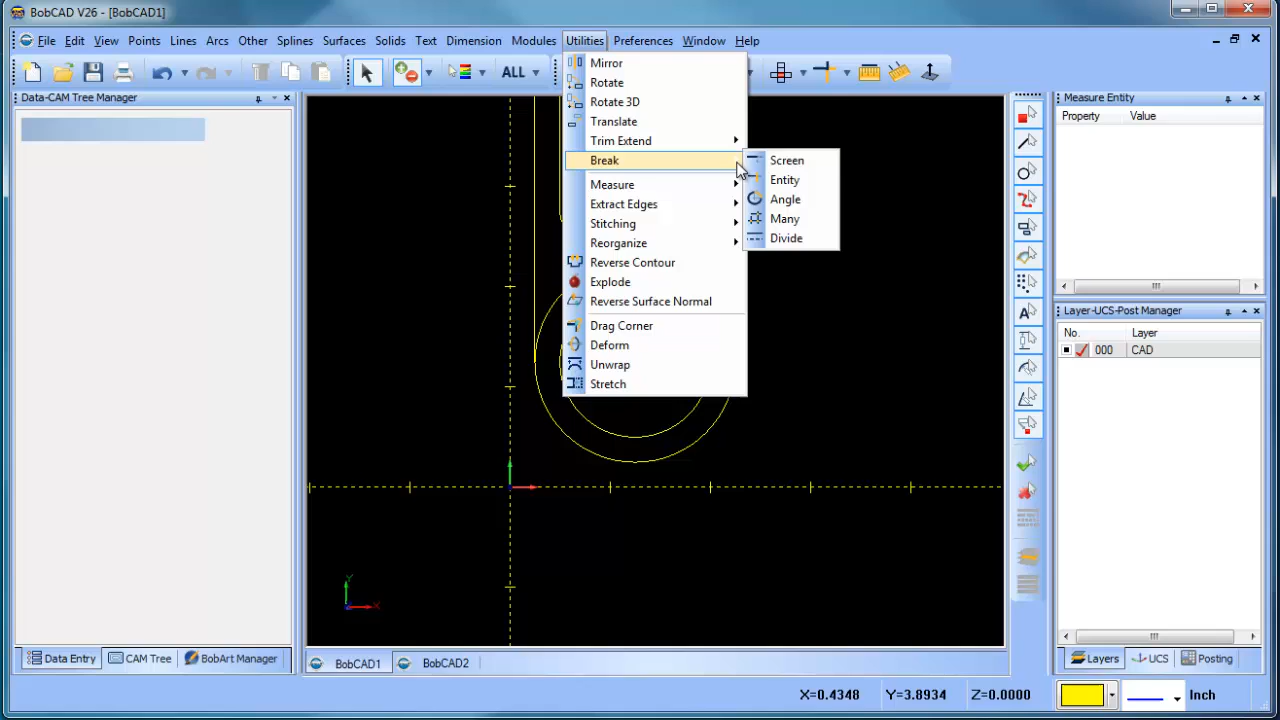 BobCAD V26 - [BobCAD1]
File Edit View Points Lines Arcs Other Splines Surfaces Solids Text Dimension Modules Utilities Preferences Window Help
ALL
Data-CAM Tree Manager
Mirror
Rotate
Rotate 3D
Translate
Trim Extend
Break
Measure
Extract Edges
Stitching
Reorganize
Reverse Contour
Explode
Reverse Surface Normal
Drag Corner
Deform
Unwrap
Stretch
Screen
Entity
Angle
Many
Divide
Measure Entity
Property Value
Layer-UCS-Post Manager
No. Layer
000 CAD
Y
X
Data Entry CAM Tree BobArt Manager
BobCAD1 BobCAD2
Layers UCS Posting
X=0.4348 Y=3.8934 Z=0.0000 Inch